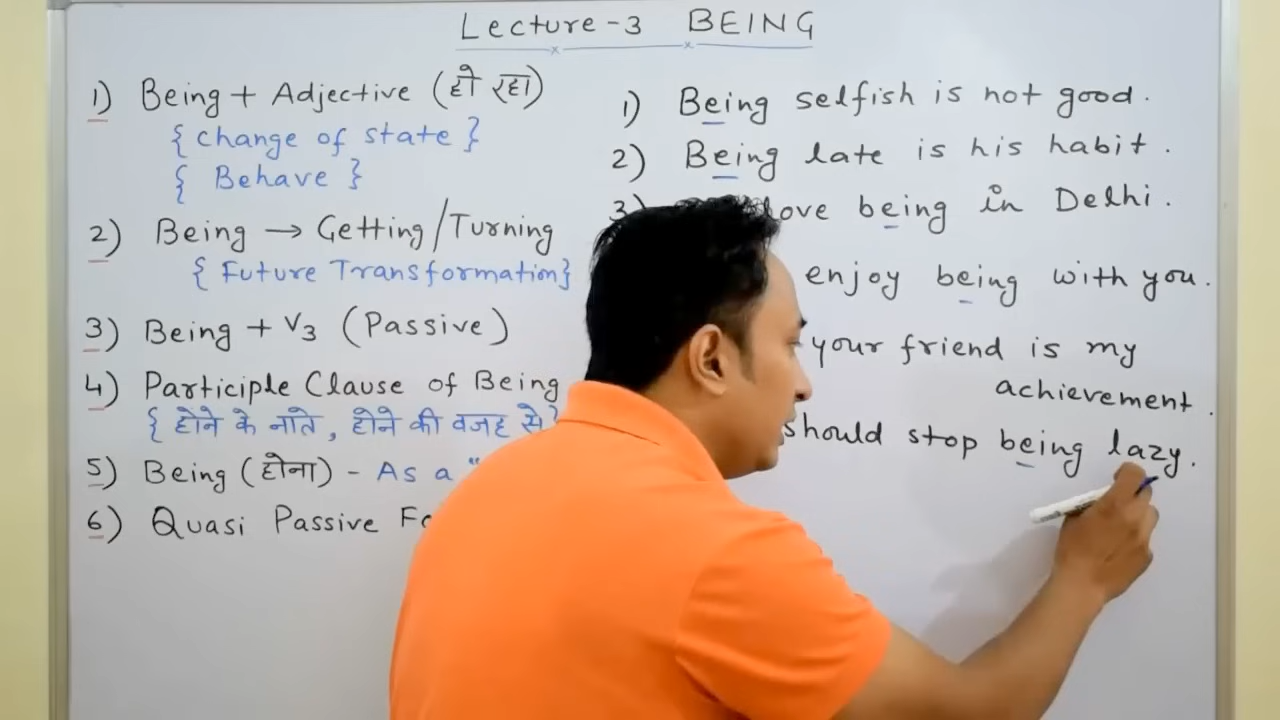 Lecture-3 BEING
1) Being + Adjective (हो रहा)
{ change of state }
{ Behave }
2) Being → Getting/Turning
{ Future Transformation }
3) Being + V3 (Passive)
4) Participle Clause of Being
{ होने के नाते , होने की वजह से }
5) Being (होना) - As a "
6) Quasi Passive
1) Being selfish is not good.
2) Being late is his habit.
3) love being in Delhi.
enjoy being with you.
your friend is my
achievement.
should stop being lazy.